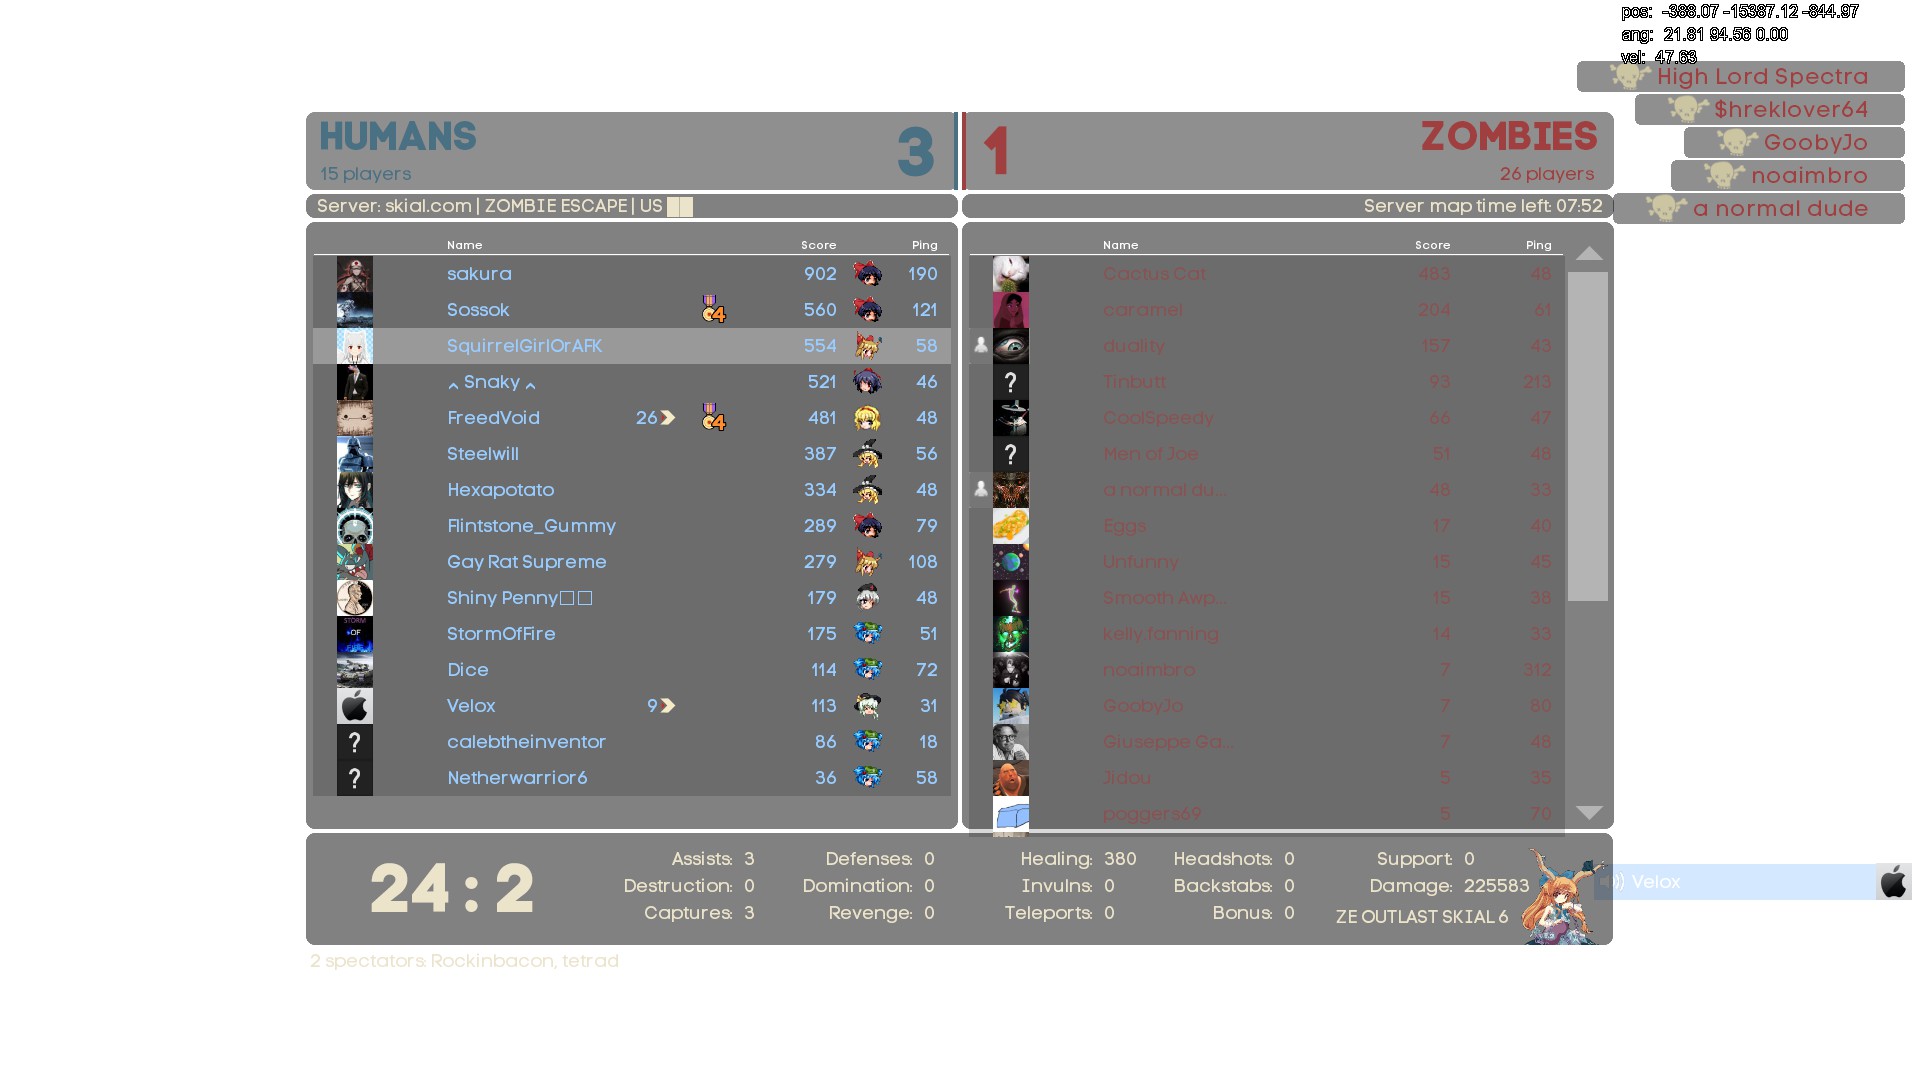 pos: -388.07 -15387.12 -844.97
ang: 21.81 94.56 0.00
vel: 47.63
High Lord Spectra
$hreklover64
GoobyJo
noaimbro
a normal dude
HUMANS 3
15 players
1 ZOMBIES
26 players
Server: skial.com | ZOMBIE ESCAPE | US
Server map time left: 07:52
Name Score Ping
sakura 902 190
Sossok 4 560 121
SquirrelGirlOrAFK 554 58
^ Snaky ^ 521 46
FreedVoid 26 4 481 48
Steelwill 387 56
Hexapotato 334 48
Flintstone_Gummy 289 79
Gay Rat Supreme 279 108
Shiny Penny□□ 179 48
STORM OF FIRE
StormOfFire 175 51
Dice 114 72
Velox 9 113 31
? calebtheinventor 86 18
? Netherwarrior6 36 58
Name Score Ping
Cactus Cat 483 48
caramel 204 61
duality 157 43
? Tinbutt 93 213
CoolSpeedy 66 47
? Men of Joe 51 48
a normal du... 48 33
Eggs 17 40
Unfunny 15 45
Smooth Awp... 15 38
kelly.fanning 14 33
noaimbro 7 312
GoobyJo 7 80
Giuseppe Ga... 7 48
Jidou 5 35
poggers69 5 70
24 : 2
Assists: 3 Defenses: 0 Healing: 380 Headshots: 0 Support: 0
Destruction: 0 Domination: 0 Invulns: 0 Backstabs: 0 Damage: 225583
Captures: 3 Revenge: 0 Teleports: 0 Bonus: 0 ZE OUTLAST SKIAL 6
Velox
2 spectators: Rockinbacon, tetrad